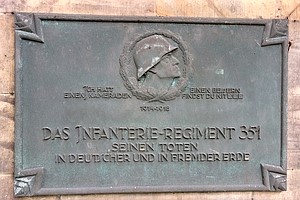 ICH HATT
EINEN KAMERADEN
EINEN BESSERN
FINDST DU NIT
1914-1918
DAS INFANTERIE-REGIMENT 351
SEINEN TOTEN
IN DEUTSCHER UND IN FREMDER ERDE